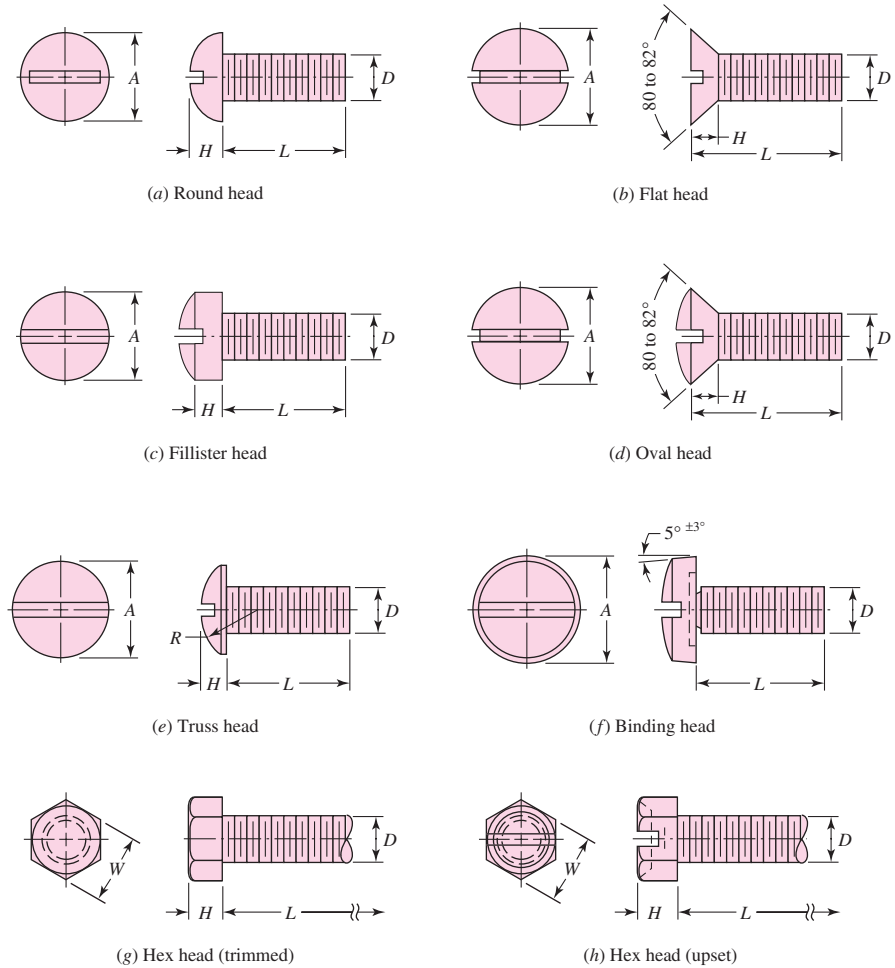 A
D
H
L
(a) Round head
80 to 82°
A
D
H
L
(b) Flat head
A
D
H
L
(c) Fillister head
80 to 82°
A
D
H
L
(d) Oval head
A
R
D
H
L
(e) Truss head
5° ±3°
A
D
L
(f) Binding head
W
D
H
L
(g) Hex head (trimmed)
W
D
H
L
(h) Hex head (upset)